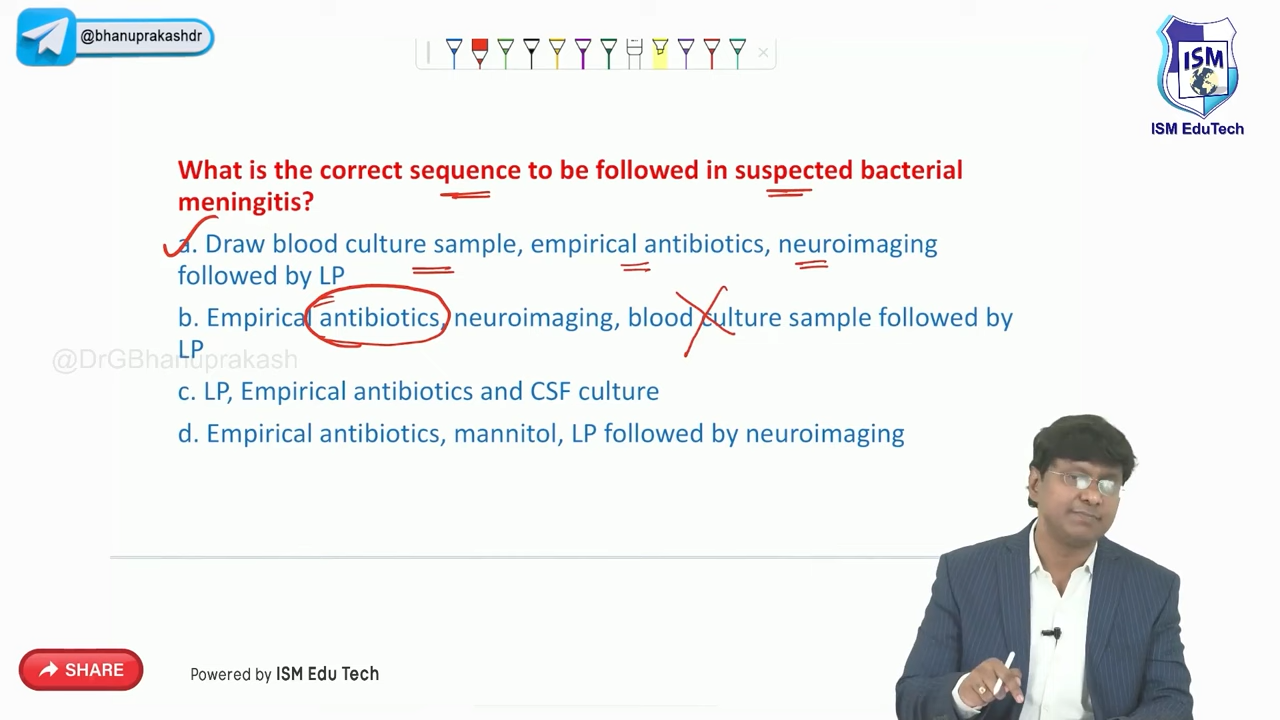 @bhanuprakashdr
ISM
ISM EduTech
What is the correct sequence to be followed in suspected bacterial
meningitis?
a. Draw blood culture sample, empirical antibiotics, neuroimaging
followed by LP
b. Empirical antibiotics, neuroimaging, blood culture sample followed by
LP
@DrGBhanuprakash
c. LP, Empirical antibiotics and CSF culture
d. Empirical antibiotics, mannitol, LP followed by neuroimaging
SHARE
Powered by ISM Edu Tech